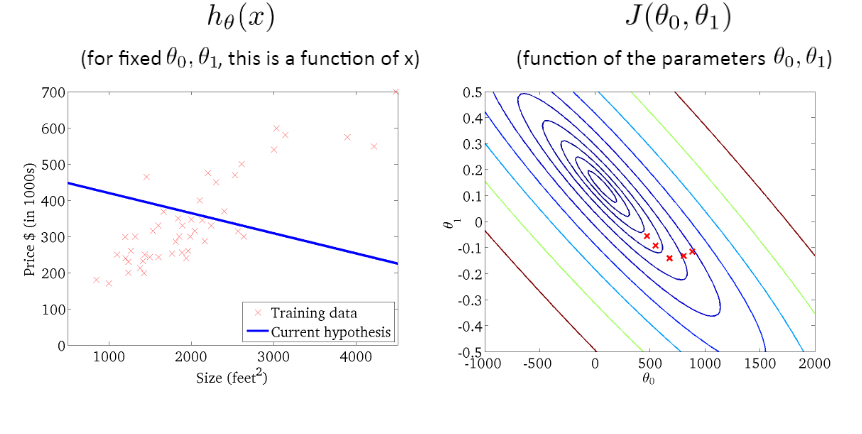 hθ(x)
(for fixed θ₀, θ₁, this is a function of x)
700
600
500
400
300
200
100
0
1000 2000 3000 4000
Price $ (in 1000s)
Size (feet²)
Training data
Current hypothesis
J(θ₀, θ₁)
(function of the parameters θ₀, θ₁)
0.5
0.4
0.3
0.2
0.1
0
-0.1
-0.2
-0.3
-0.4
-0.5
-1000 -500 0 500 1000 1500 2000
θ₁
θ₀